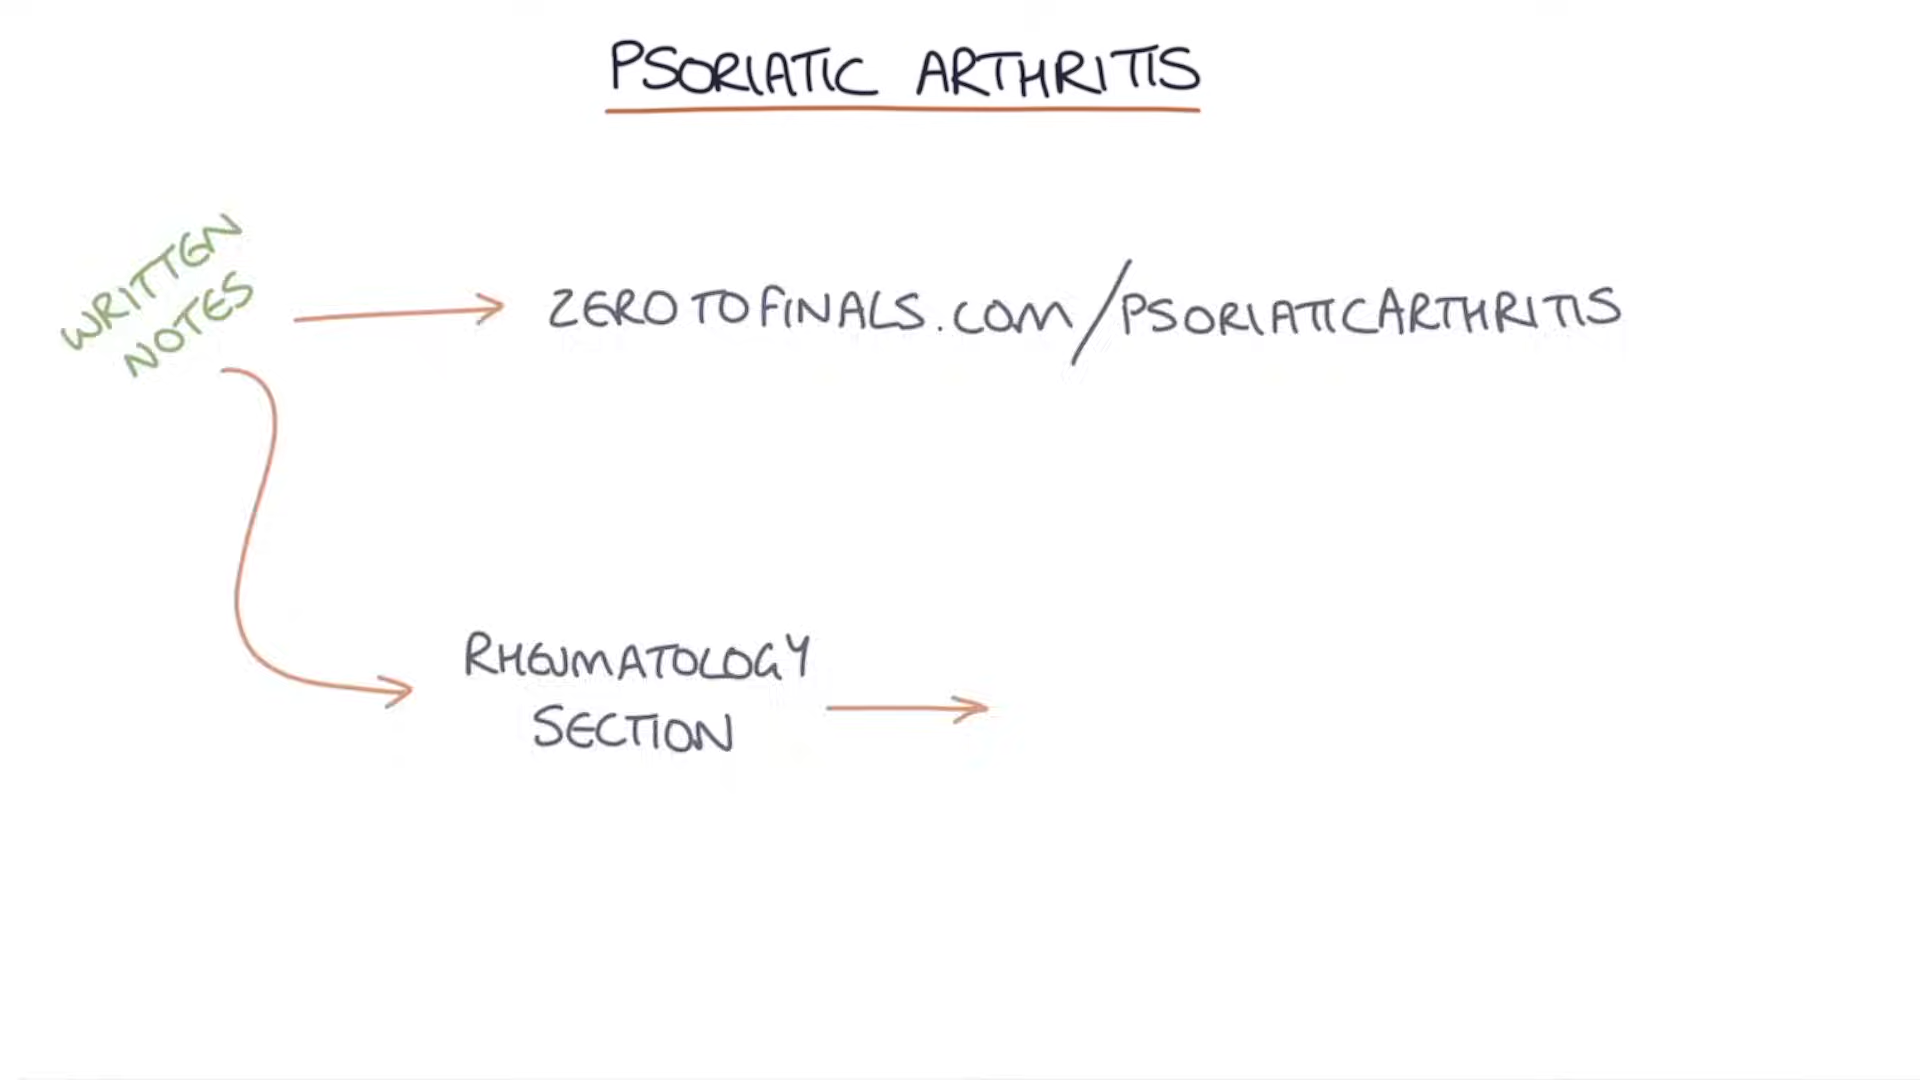 PSORIATIC ARTHRITIS
WRITTEN
NOTES
ZEROTOFINALS.COM/PSORIATICARTHRITIS
RHEUMATOLOGY
SECTION